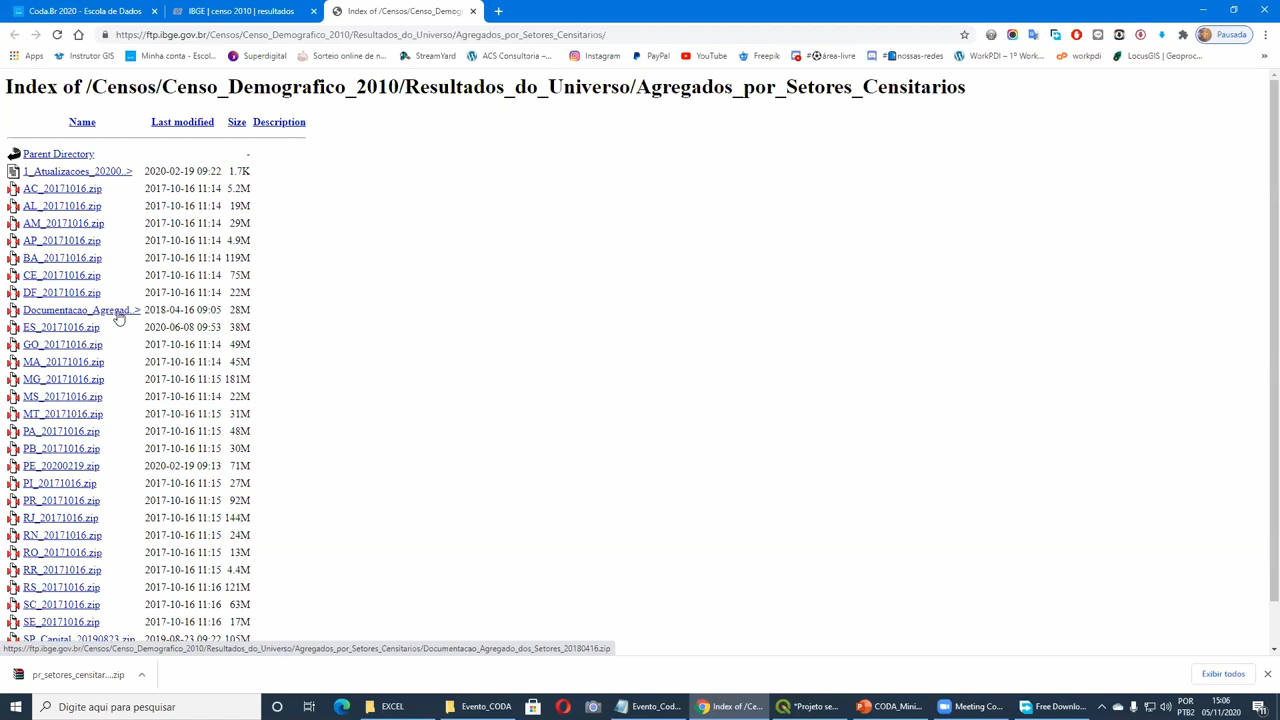 Coda.Br 2020 - Escola de Dados
IBGE | censo 2010 | resultados
Index of /Censos/Censo_Demogra
https://ftp.ibge.gov.br/Censos/Censo_Demografico_2010/Resultados_do_Universo/Agregados_por_Setores_Censitarios/
Pausada
Apps
Instrutor GIS
Minha conta - Escol...
Superdigital
Sorteio online de n...
StreamYard
ACS Consultoria –...
Instagram
PayPal
YouTube
Freepik
#⚽área-livre
#nossas-redes
WorkPDI – 1º Work...
workpdi
LocusGIS | Geoproc...
»
Index of /Censos/Censo_Demografico_2010/Resultados_do_Universo/Agregados_por_Setores_Censitarios
Name Last modified Size Description
Parent Directory -
1_Atualizacoes_20200..> 2020-02-19 09:22 1.7K
AC_20171016.zip 2017-10-16 11:14 5.2M
AL_20171016.zip 2017-10-16 11:14 19M
AM_20171016.zip 2017-10-16 11:14 29M
AP_20171016.zip 2017-10-16 11:14 4.9M
BA_20171016.zip 2017-10-16 11:14 119M
CE_20171016.zip 2017-10-16 11:14 75M
DF_20171016.zip 2017-10-16 11:14 22M
Documentacao_Agregad..> 2018-04-16 09:05 28M
ES_20171016.zip 2020-06-08 09:53 38M
GO_20171016.zip 2017-10-16 11:14 49M
MA_20171016.zip 2017-10-16 11:14 45M
MG_20171016.zip 2017-10-16 11:15 181M
MS_20171016.zip 2017-10-16 11:14 22M
MT_20171016.zip 2017-10-16 11:15 31M
PA_20171016.zip 2017-10-16 11:15 48M
PB_20171016.zip 2017-10-16 11:15 30M
PE_20200219.zip 2020-02-19 09:13 71M
PI_20171016.zip 2017-10-16 11:15 27M
PR_20171016.zip 2017-10-16 11:15 92M
RJ_20171016.zip 2017-10-16 11:15 144M
RN_20171016.zip 2017-10-16 11:15 24M
RO_20171016.zip 2017-10-16 11:15 13M
RR_20171016.zip 2017-10-16 11:15 4.4M
RS_20171016.zip 2017-10-16 11:16 121M
SC_20171016.zip 2017-10-16 11:16 63M
SE_20171016.zip 2017-10-16 11:16 17M
SP_Capital_20190823.zip 2019-08-23 09:22 105M
https://ftp.ibge.gov.br/Censos/Censo_Demografico_2010/Resultados_do_Universo/Agregados_por_Setores_Censitarios/Documentacao_Agregado_dos_Setores_20180416.zip
pr_setores_censitar....zip
Exibir todos
Digite aqui para pesquisar
EXCEL
Evento_CODA
Evento_Cod...
Index of /Ce...
*Projeto se...
CODA_Mini...
Meeting Co...
Free Downlo...
POR
PTB2
15:06
05/11/2020